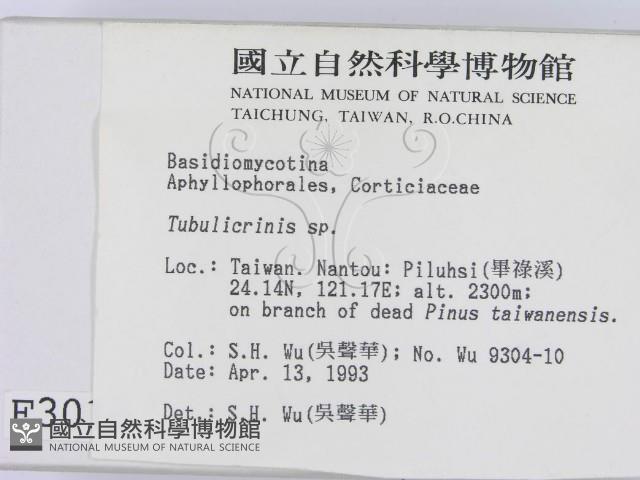 國立自然科學博物館
NATIONAL MUSEUM OF NATURAL SCIENCE
TAICHUNG, TAIWAN, R.O.CHINA
Basidiomycotina
Aphyllophorales, Corticiaceae
Tubulicrinis sp.
Loc.: Taiwan. Nantou: Piluhsi(畢祿溪)
24.14N, 121.17E; alt. 2300m;
on branch of dead Pinus taiwanensis.
Col.: S.H. Wu(吳聲華); No. Wu 9304-10
Date: Apr. 13, 1993
Det.: S.H. Wu(吳聲華)
國立自然科學博物館
NATIONAL MUSEUM OF NATURAL SCIENCE